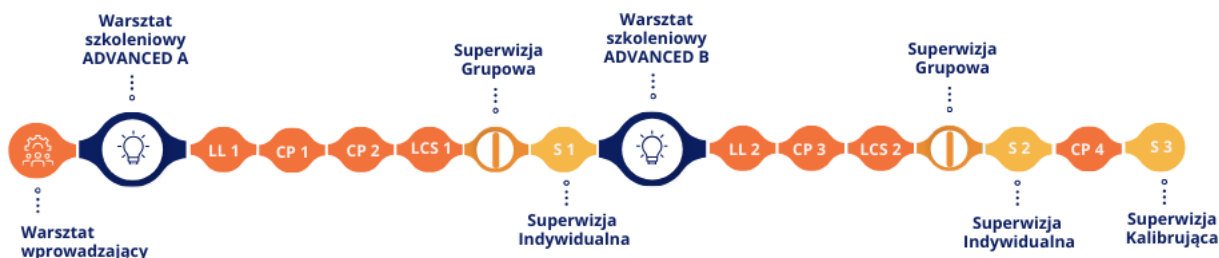 Warsztat
szkoleniowy
ADVANCED A
Superwizja
Grupowa
Warsztat
szkoleniowy
ADVANCED B
Superwizja
Grupowa
LL 1
CP 1
CP 2
LCS 1
S 1
LL 2
CP 3
LCS 2
S 2
CP 4
S 3
Warsztat
wprowadzający
Superwizja
Indywidualna
Superwizja
Indywidualna
Superwizja
Kalibrująca